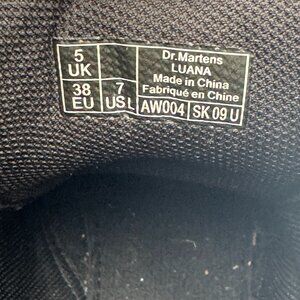 5 UK
38 EU
7 US L
Dr.Martens
LUANA
Made in China
Fabriqué en Chine
AW004
SK 09 U